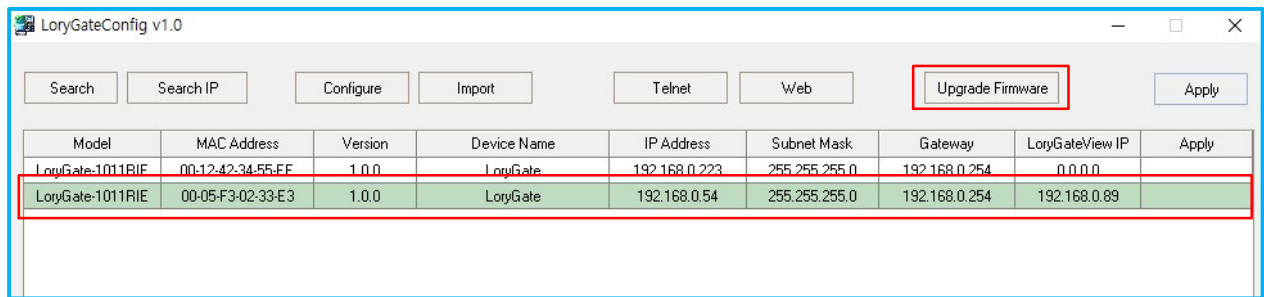 LoryGateConfig v1.0
Search Search IP Configure Import Telnet Web Upgrade Firmware Apply
Model MAC Address Version Device Name IP Address Subnet Mask Gateway LoryGateView IP Apply
LoryGate-1011RIE 00-12-42-34-55-FF 1.0.0 LoryGate 192.168.0.223 255.255.255.0 192.168.0.254 0.0.0.0
LoryGate-1011RIE 00-05-F3-02-33-E3 1.0.0 LoryGate 192.168.0.54 255.255.255.0 192.168.0.254 192.168.0.89